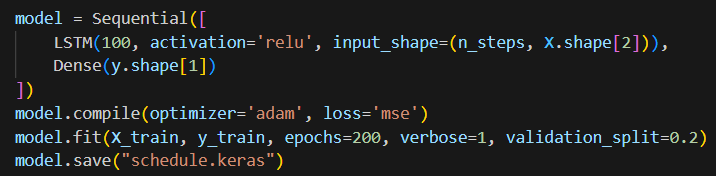 model = Sequential([
    LSTM(100, activation='relu', input_shape=(n_steps, X.shape[2])),
    Dense(y.shape[1])
])
model.compile(optimizer='adam', loss='mse')
model.fit(X_train, y_train, epochs=200, verbose=1, validation_split=0.2)
model.save("schedule.keras")